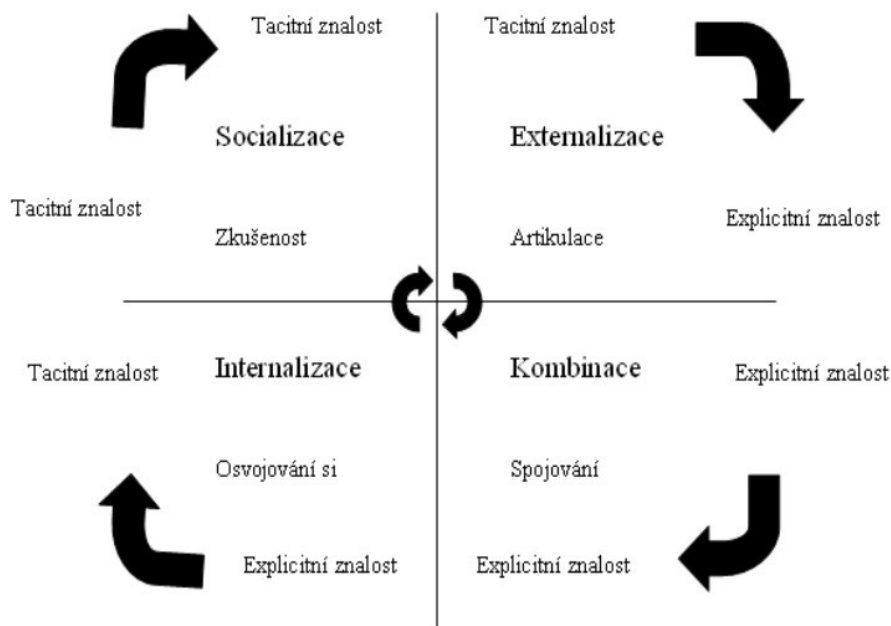 Tacitní znalost
Tacitní znalost
Socializace
Externalizace
Tacitní znalost
Explicitní znalost
Zkušenost
Artikulace
Tacitní znalost
Internalizace
Kombinace
Explicitní znalost
Osvojování si
Spojování
Explicitní znalost
Explicitní znalost